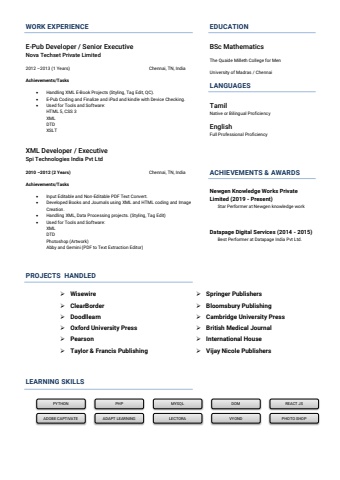 WORK EXPERIENCE
E-Pub Developer / Senior Executive
Nova Techset Private Limited
2012 –2013 (1 Years) Chennai, TN, India
Achievements/Tasks
Handling XML E-Book Projects (Styling, Tag Edit, QC).
E-Pub Coding and Finalize and iPad and kindle with Device Checking.
Used for Tools and Software:
HTML 5, CSS 3
XML
DTD
XSLT
XML Developer / Executive
Spi Technologies India Pvt Ltd
2010 –2012 (2 Years) Chennai, TN, India
Achievements/Tasks
Input Editable and Non-Editable PDF Text Convert
Developed Books and Journals using XML and HTML coding and Image
Creation.
Handling XML Data Processing projects. (Styling, Tag Edit)
Used for Tools and Software:
XML
DTD
Photoshop (Artwork)
Abby and Gemini (PDF to Text Extraction Editor)
EDUCATION
BSc Mathematics
The Quaide Milleth College for Men
University of Madras / Chennai
LANGUAGES
Tamil
Native or Bilingual Proficiency
English
Full Professional Proficiency
ACHIEVEMENTS & AWARDS
Newgen Knowledge Works Private
Limited (2019 - Present)
Star Performer at Newgen knowledge work
Datapage Digital Services (2014 - 2015)
Best Performer at Datapage India Pvt Ltd.
PROJECTS HANDLED
Wisewire
ClearBorder
Doodlearn
Oxford University Press
Pearson
Taylor & Francis Publishing
Springer Publishers
Bloomsbury Publishing
Cambridge University Press
British Medical Journal
International House
Vijay Nicole Publishers
LEARNING SKILLS
PYTHON PHP MYSQL DOM REACT JS
ADOBE CAPTIVATE ADAPT LEARNING LECTORA VYOND PHOTO SHOP